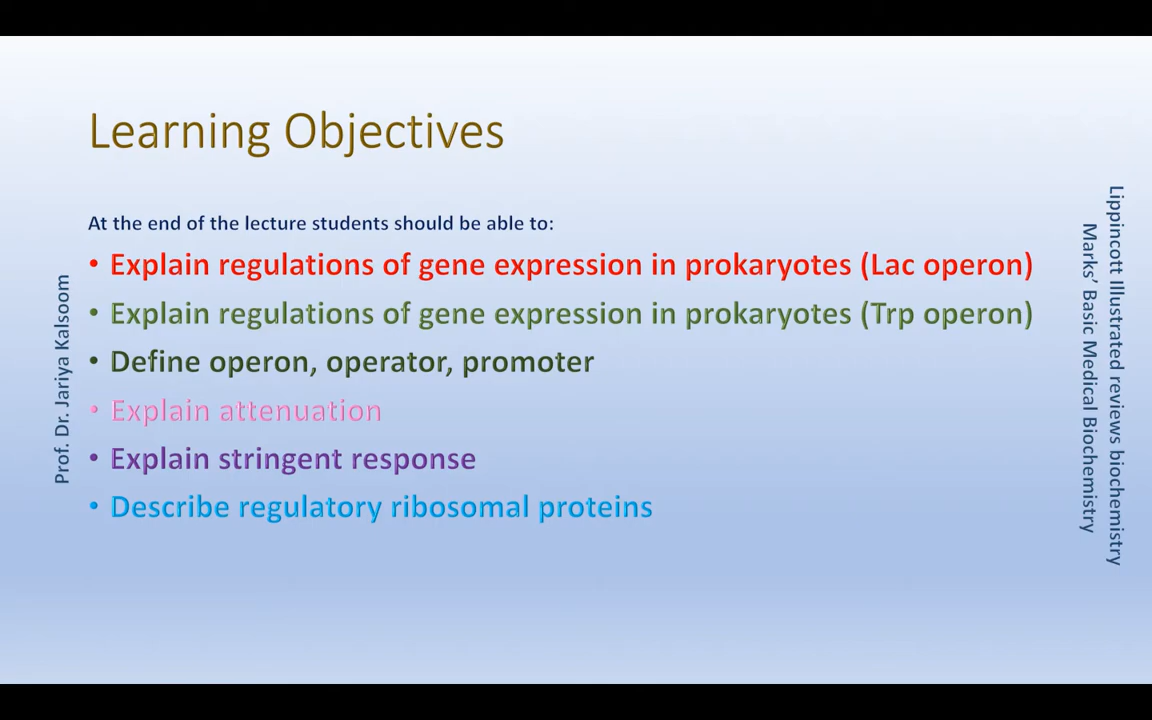 Learning Objectives
At the end of the lecture students should be able to:
• Explain regulations of gene expression in prokaryotes (Lac operon)
• Explain regulations of gene expression in prokaryotes (Trp operon)
• Define operon, operator, promoter
• Explain attenuation
• Explain stringent response
• Describe regulatory ribosomal proteins
Prof. Dr. Jariya Kalsoom
Lippincott Illustrated reviews biochemistry
Marks' Basic Medical Biochemistry